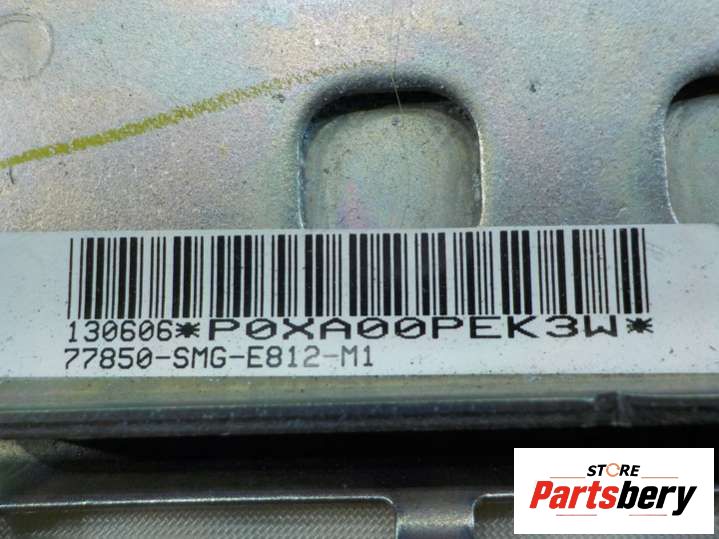 130606*P0XA00PEK3W*
77850-SMG-E812-M1
STORE
Partsbery